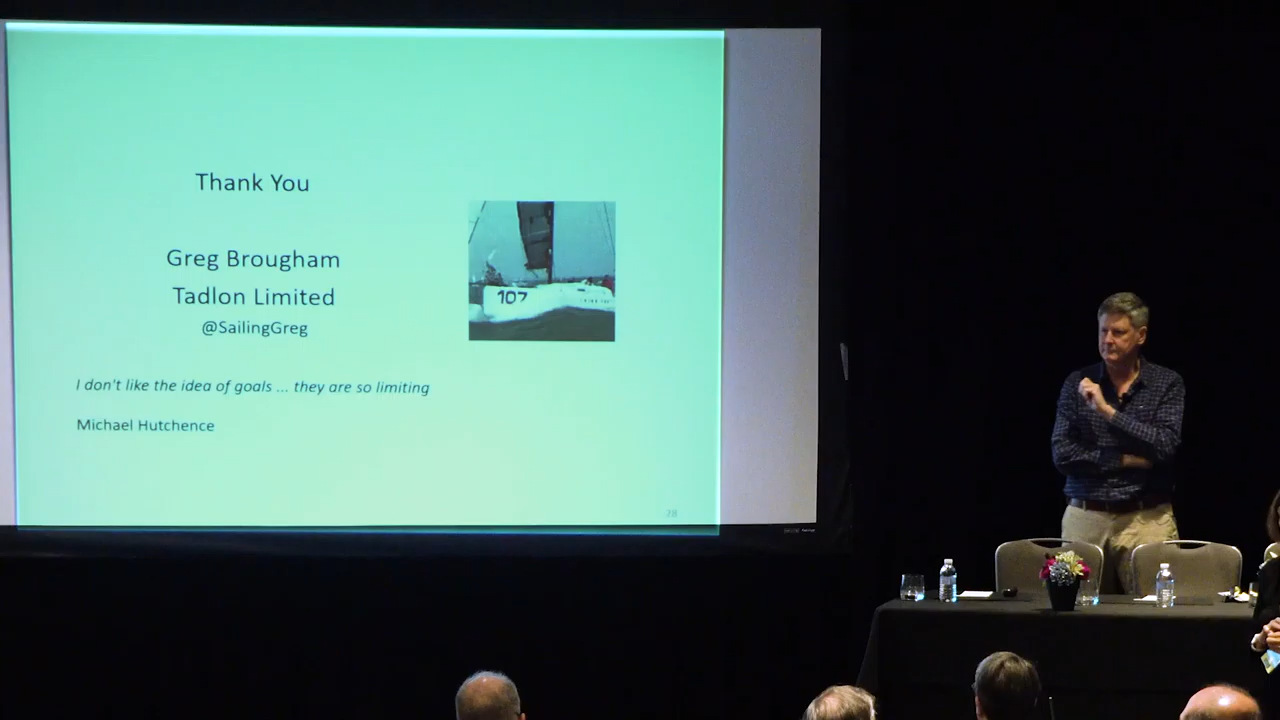 Thank You
Greg Brougham
Tadlon Limited
@SailingGreg
107
I don't like the idea of goals ... they are so limiting
Michael Hutchence
28